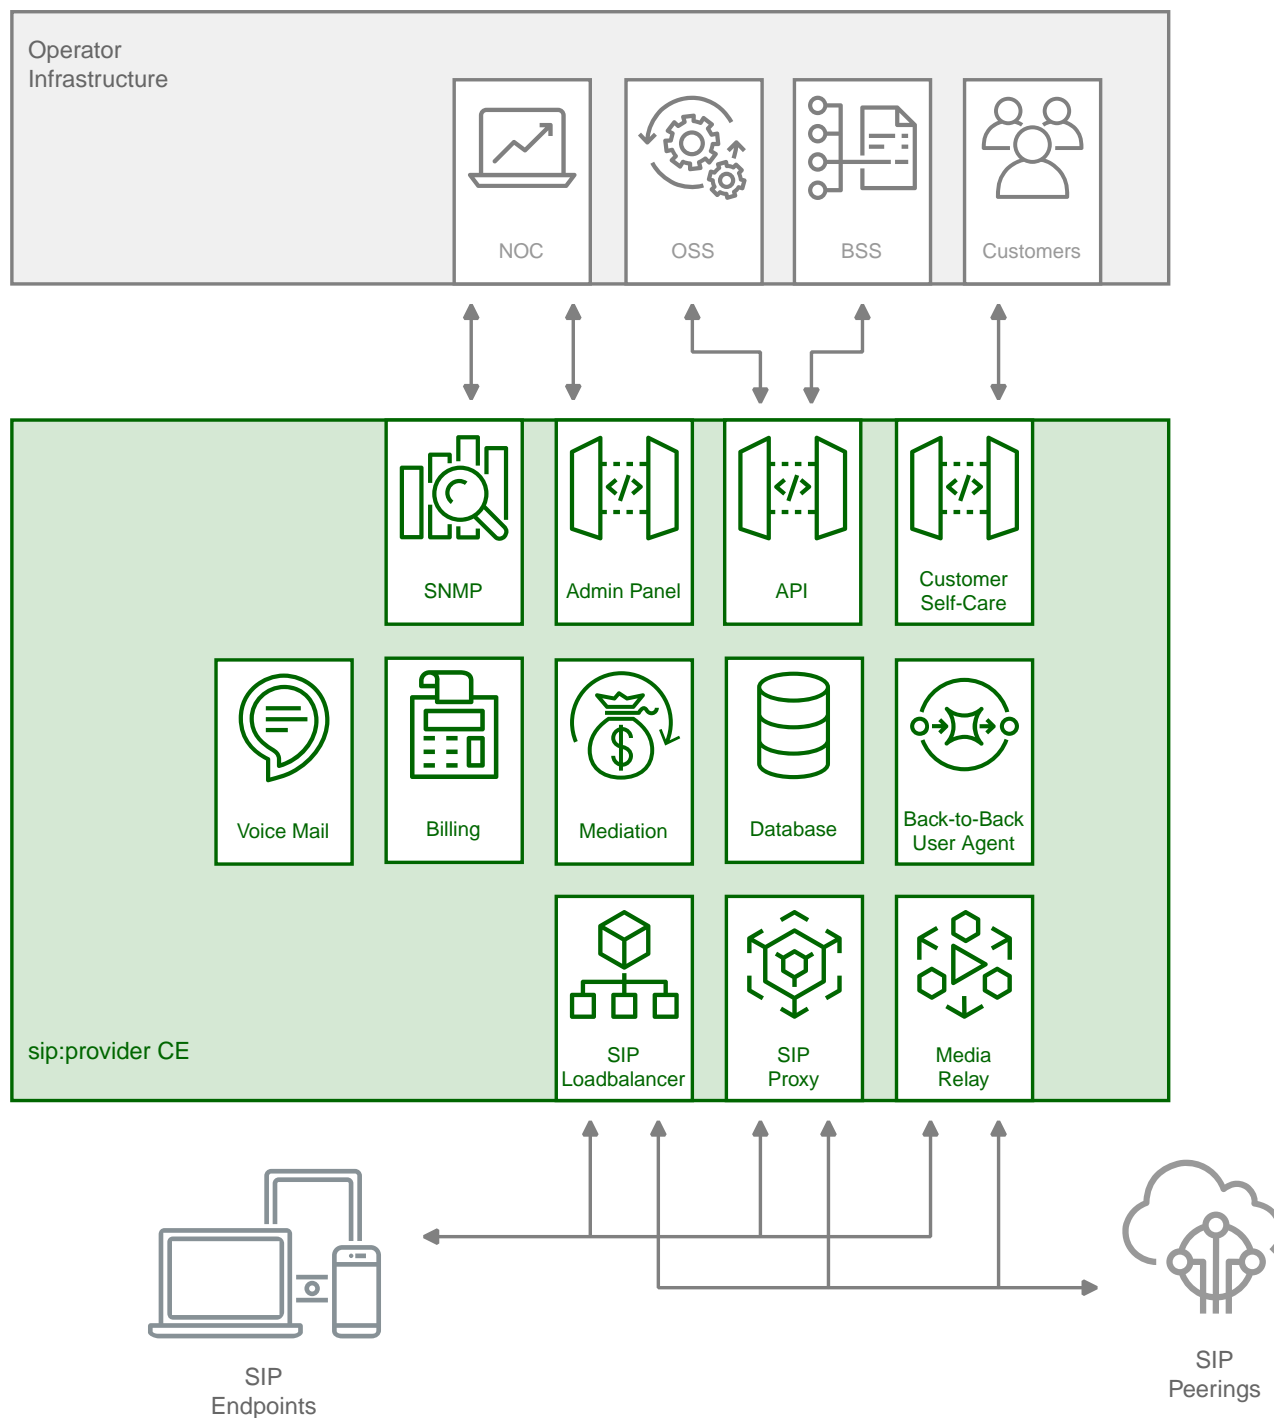 Operator
Infrastructure
NOC
OSS
BSS
Customers
SNMP
Admin Panel
API
Customer
Self-Care
Voice Mail
Billing
Mediation
Database
Back-to-Back
User Agent
sip:provider CE
SIP
Loadbalancer
SIP
Proxy
Media
Relay
SIP
Endpoints
SIP
Peerings